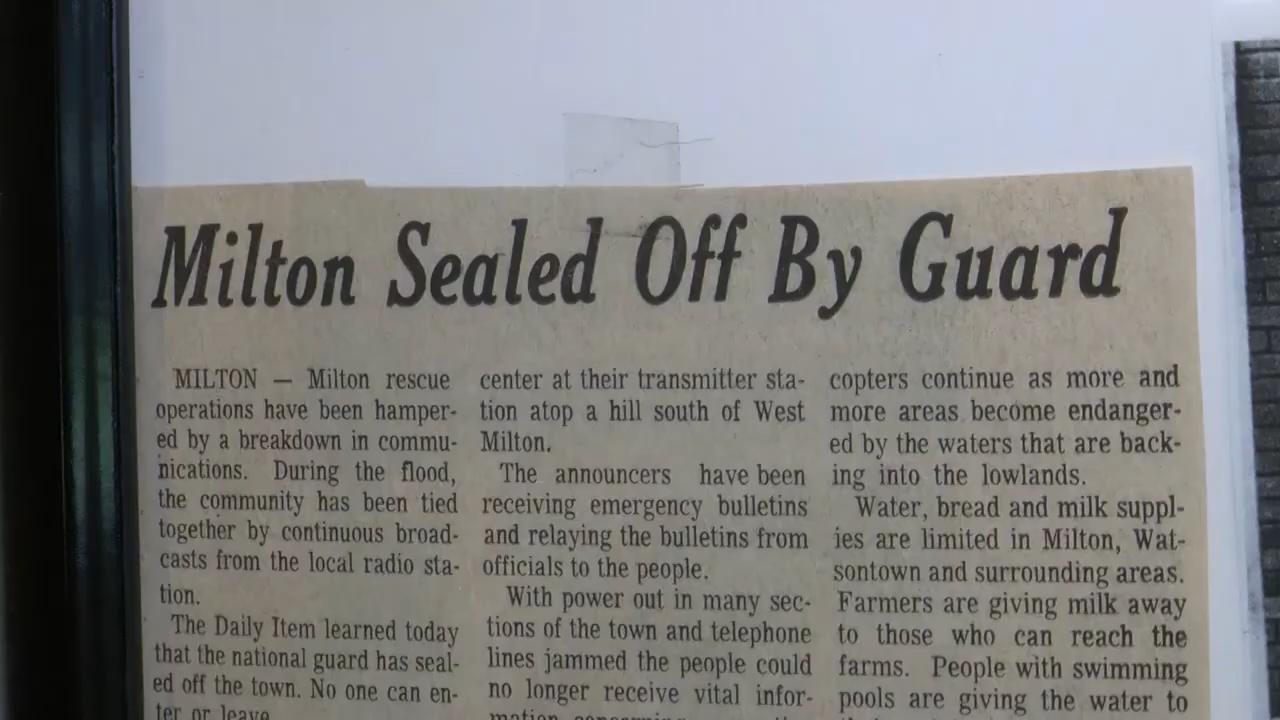 Milton Sealed Off By Guard
MILTON — Milton rescue
operations have been hamper-
ed by a breakdown in commu-
nications. During the flood,
the community has been tied
together by continuous broad-
casts from the local radio sta-
tion.
The Daily Item learned today
that the national guard has seal-
ed off the town. No one can en-
ter or leave
center at their transmitter sta-
tion atop a hill south of West
Milton.
The announcers have been
receiving emergency bulletins
and relaying the bulletins from
officials to the people.
With power out in many sec-
tions of the town and telephone
lines jammed the people could
no longer receive vital infor-
mation concerning
copters continue as more and
more areas become endanger-
ed by the waters that are back-
ing into the lowlands.
Water, bread and milk suppl-
ies are limited in Milton, Wat-
sontown and surrounding areas.
Farmers are giving milk away
to those who can reach the
farms. People with swimming
pools are giving the water to